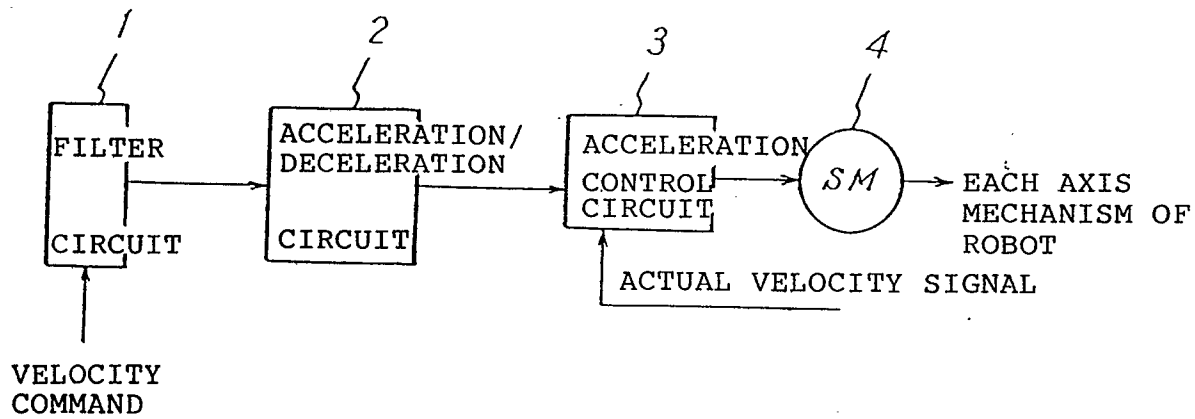 1
2
3
4
FILTER
CIRCUIT
ACCELERATION/
DECELERATION
CIRCUIT
ACCELERATION
CONTROL
CIRCUIT
SM
EACH AXIS
MECHANISM OF
ROBOT
ACTUAL VELOCITY SIGNAL
VELOCITY
COMMAND